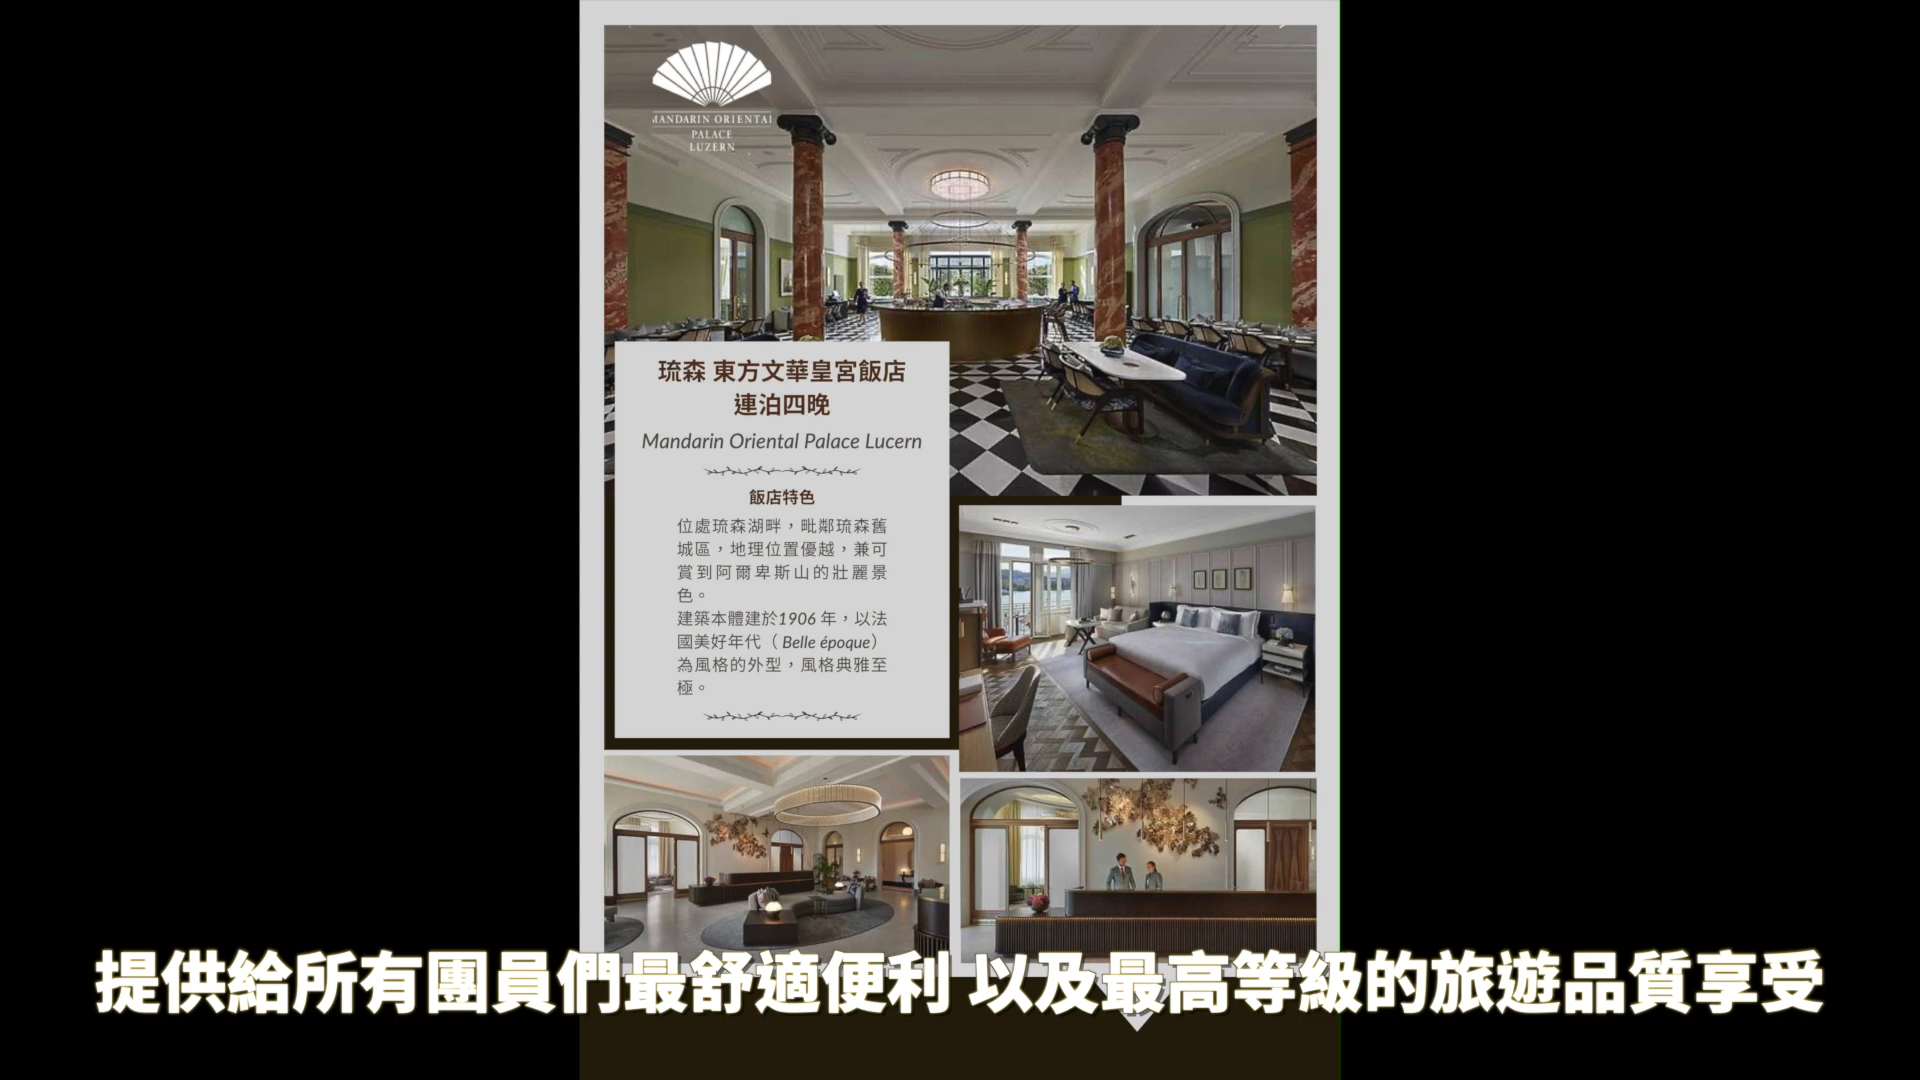 MANDARIN ORIENTAL
PALACE
LUZERN
琉森 東方文華皇宮飯店
連泊四晚
Mandarin Oriental Palace Lucern
飯店特色
位處琉森湖畔，毗鄰琉森舊
城區，地理位置優越，兼可
賞到阿爾卑斯山的壯麗景
色。
建築本體建於1906 年，以法
國美好年代（ Belle époque）
為風格的外型，風格典雅至
極。
提供給所有團員們最舒適便利 以及最高等級的旅遊品質享受